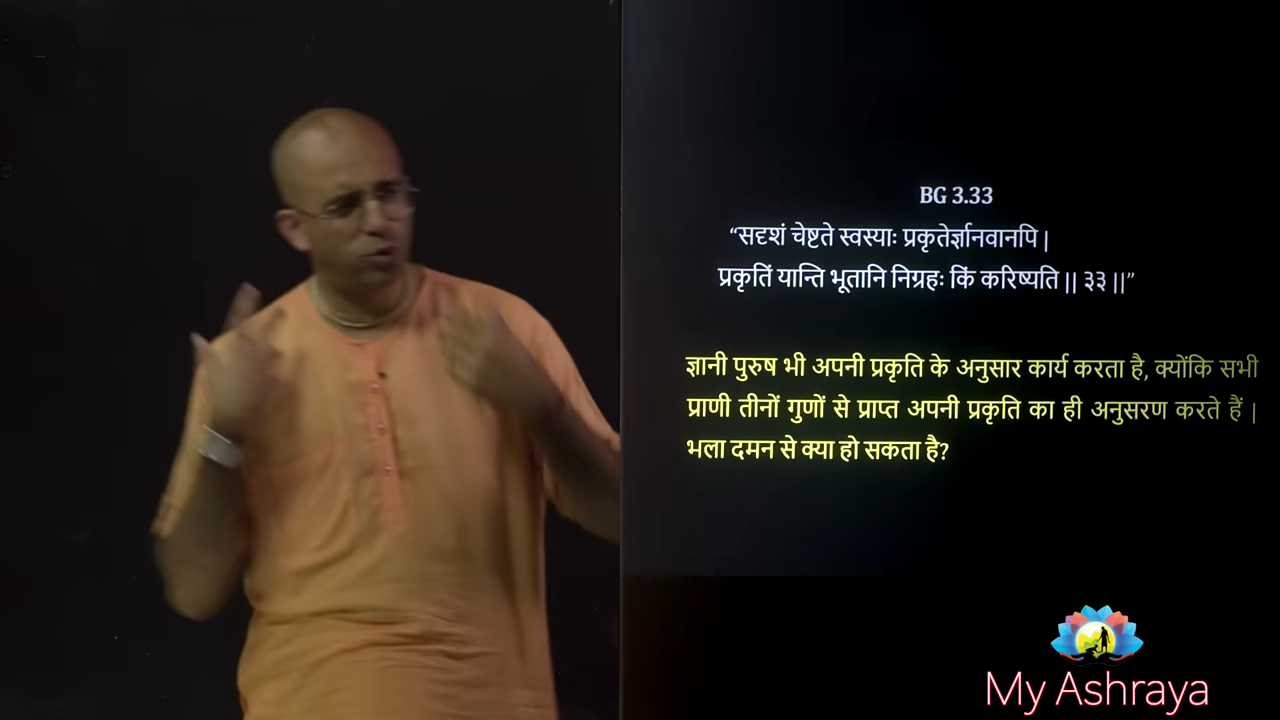 BG 3.33
“सदृशं चेष्टते स्वस्याः प्रकृतेर्ज्ञानवानपि |
प्रकृतिं यान्ति भूतानि निग्रहः किं करिष्यति || ३३ ||”
ज्ञानी पुरुष भी अपनी प्रकृति के अनुसार कार्य करता है, क्योंकि सभी
प्राणी तीनों गुणों से प्राप्त अपनी प्रकृति का ही अनुसरण करते हैं |
भला दमन से क्या हो सकता है?
My Ashraya